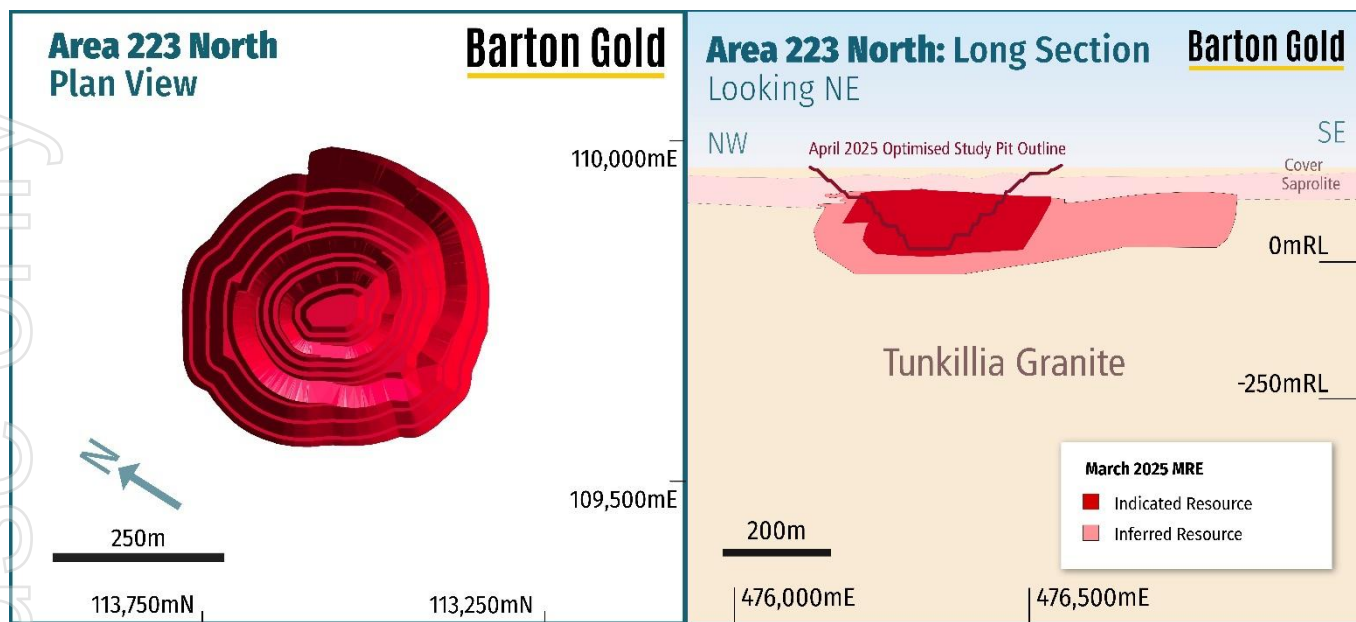 Area 223 North
Plan View
Barton Gold
110,000mE
109,500mE
N
250m
113,750mN
113,250mN
Area 223 North: Long Section
Looking NE
Barton Gold
NW
SE
April 2025 Optimised Study Pit Outline
Cover
Saprolite
0mRL
Tunkillia Granite
-250mRL
March 2025 MRE
Indicated Resource
Inferred Resource
200m
476,000mE
476,500mE